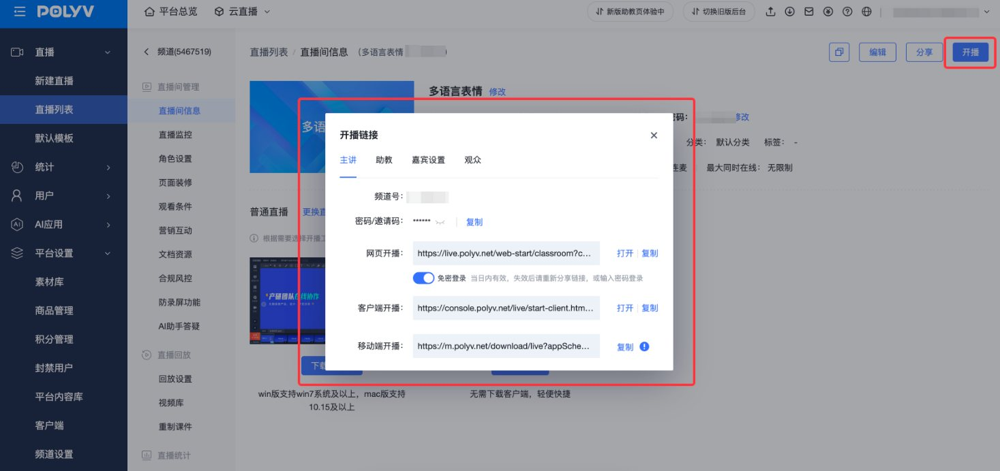 POLYV
平台总览
云直播
新版助教页体验中
切换旧版后台
直播
新建直播
直播列表
默认模板
统计
用户
AI应用
平台设置
素材库
商品管理
积分管理
封禁用户
平台内容库
客户端
频道设置
频道(5467519)
直播间管理
直播间信息
直播监控
角色设置
页面装修
观看条件
营销互动
文档资源
合规风控
防录屏功能
AI助手答疑
直播回放
回放设置
视频库
重制课件
直播统计
直播列表 / 直播间信息 (多语言表情 )
编辑
分享
开播
多语
多语言表情 修改
密码: 修改
分类: 默认分类 标签: -
连麦 最大同时在线: 无限制
普通直播 更换直
根据需要选择开播工
产研团队在线协作
下载
win版支持win7系统及以上，mac版支持
10.15及以上
无需下载客户端，轻便快捷
开播链接
主讲 助教 嘉宾设置 观众
频道号:
密码/邀请码: ****** 复制
网页开播: https://live.polyv.net/web-start/classroom?c... 打开 复制
免密登录 当日内有效，失效后请重新分享链接，或输入密码登录
客户端开播: https://console.polyv.net/live/start-client.htm... 打开 复制
移动端开播: https://m.polyv.net/download/live?appSche... 复制